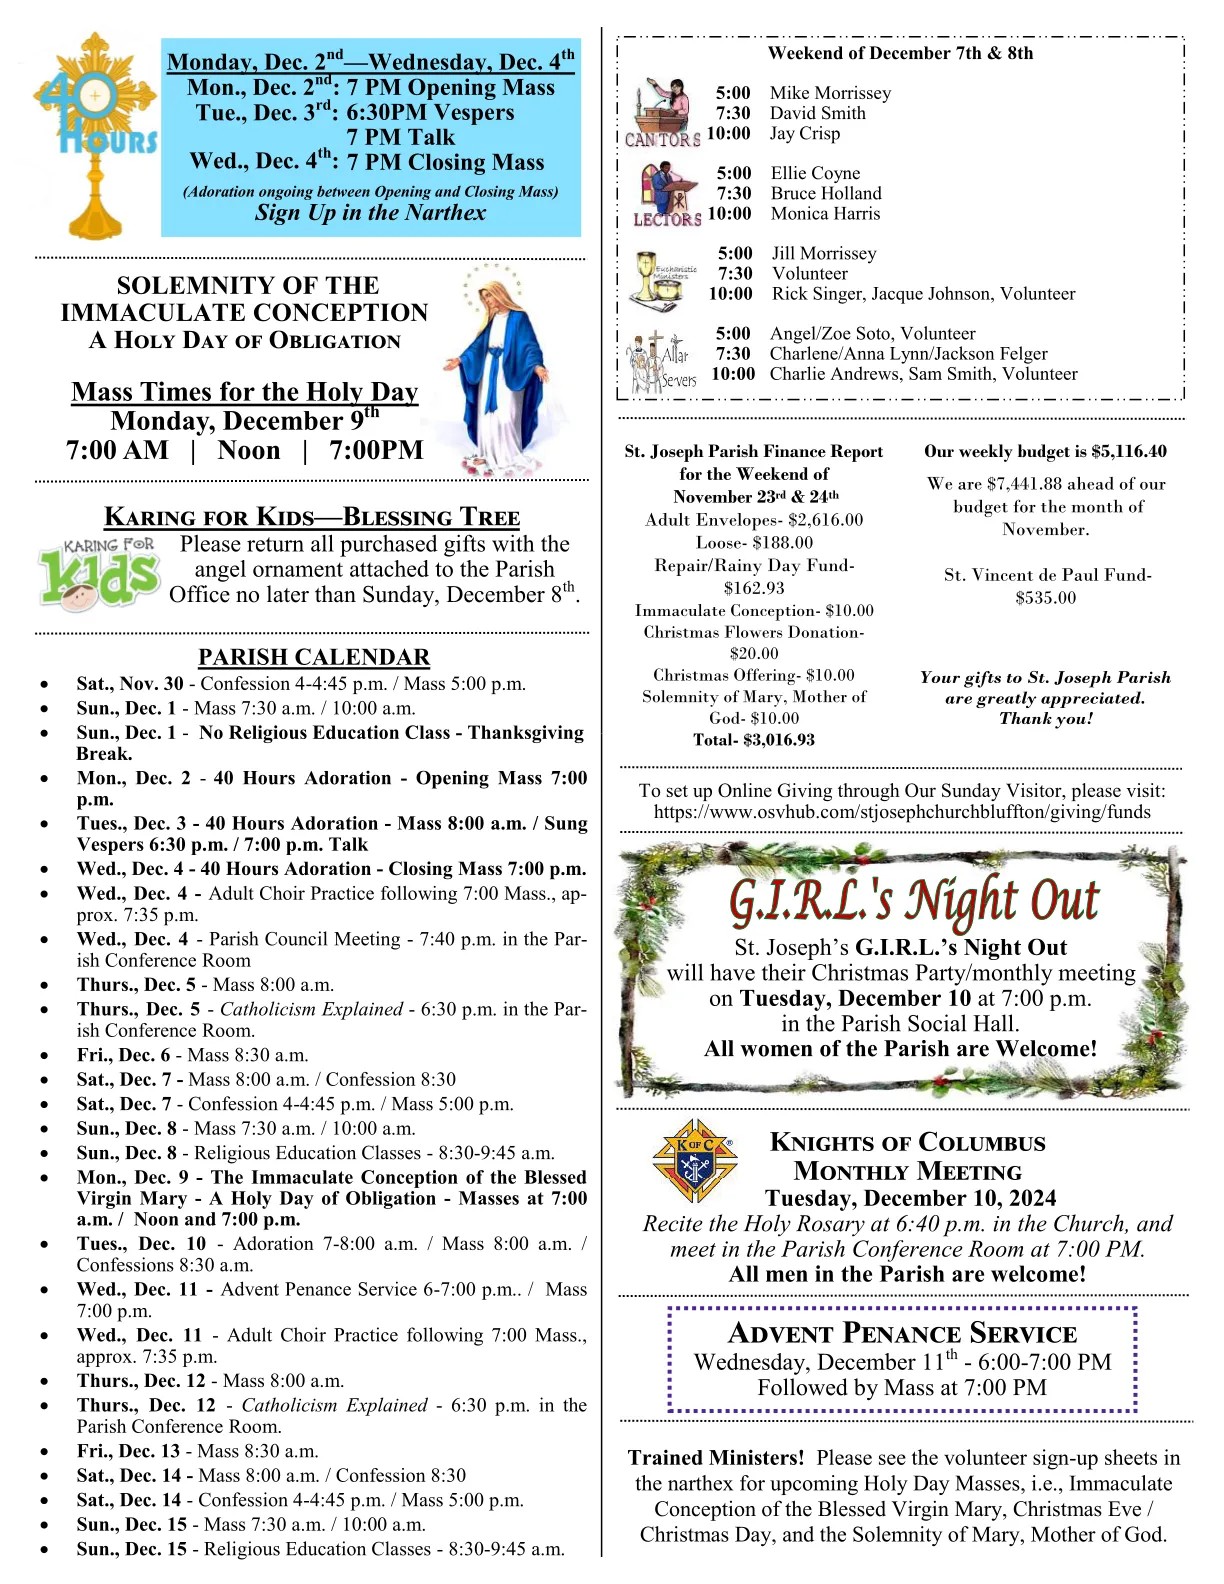 40
HOURS
Monday, Dec. 2nd—Wednesday, Dec. 4th
Mon., Dec. 2nd: 7 PM Opening Mass
Tue., Dec. 3rd: 6:30PM Vespers
7 PM Talk
Wed., Dec. 4th: 7 PM Closing Mass
(Adoration ongoing between Opening and Closing Mass)
Sign Up in the Narthex
SOLEMNITY OF THE
IMMACULATE CONCEPTION
A HOLY DAY OF OBLIGATION
Mass Times for the Holy Day
Monday, December 9th
7:00 AM | Noon | 7:00PM
KARING FOR KIDS—BLESSING TREE
KARING FOR
kids
Please return all purchased gifts with the
angel ornament attached to the Parish
Office no later than Sunday, December 8th.
PARISH CALENDAR
• Sat., Nov. 30 - Confession 4-4:45 p.m. / Mass 5:00 p.m.
• Sun., Dec. 1 - Mass 7:30 a.m. / 10:00 a.m.
• Sun., Dec. 1 - No Religious Education Class - Thanksgiving
Break.
• Mon., Dec. 2 - 40 Hours Adoration - Opening Mass 7:00
p.m.
• Tues., Dec. 3 - 40 Hours Adoration - Mass 8:00 a.m. / Sung
Vespers 6:30 p.m. / 7:00 p.m. Talk
• Wed., Dec. 4 - 40 Hours Adoration - Closing Mass 7:00 p.m.
• Wed., Dec. 4 - Adult Choir Practice following 7:00 Mass., ap-
prox. 7:35 p.m.
• Wed., Dec. 4 - Parish Council Meeting - 7:40 p.m. in the Par-
ish Conference Room
• Thurs., Dec. 5 - Mass 8:00 a.m.
• Thurs., Dec. 5 - Catholicism Explained - 6:30 p.m. in the Par-
ish Conference Room.
• Fri., Dec. 6 - Mass 8:30 a.m.
• Sat., Dec. 7 - Mass 8:00 a.m. / Confession 8:30
• Sat., Dec. 7 - Confession 4-4:45 p.m. / Mass 5:00 p.m.
• Sun., Dec. 8 - Mass 7:30 a.m. / 10:00 a.m.
• Sun., Dec. 8 - Religious Education Classes - 8:30-9:45 a.m.
• Mon., Dec. 9 - The Immaculate Conception of the Blessed
Virgin Mary - A Holy Day of Obligation - Masses at 7:00
a.m. / Noon and 7:00 p.m.
• Tues., Dec. 10 - Adoration 7-8:00 a.m. / Mass 8:00 a.m. /
Confessions 8:30 a.m.
• Wed., Dec. 11 - Advent Penance Service 6-7:00 p.m.. / Mass
7:00 p.m.
• Wed., Dec. 11 - Adult Choir Practice following 7:00 Mass.,
approx. 7:35 p.m.
• Thurs., Dec. 12 - Mass 8:00 a.m.
• Thurs., Dec. 12 - Catholicism Explained - 6:30 p.m. in the
Parish Conference Room.
• Fri., Dec. 13 - Mass 8:30 a.m.
• Sat., Dec. 14 - Mass 8:00 a.m. / Confession 8:30
• Sat., Dec. 14 - Confession 4-4:45 p.m. / Mass 5:00 p.m.
• Sun., Dec. 15 - Mass 7:30 a.m. / 10:00 a.m.
• Sun., Dec. 15 - Religious Education Classes - 8:30-9:45 a.m.
Weekend of December 7th & 8th
CANTORS
5:00 Mike Morrissey
7:30 David Smith
10:00 Jay Crisp
LECTORS
5:00 Ellie Coyne
7:30 Bruce Holland
10:00 Monica Harris
Eucharistic
Ministers
5:00 Jill Morrissey
7:30 Volunteer
10:00 Rick Singer, Jacque Johnson, Volunteer
Altar
Servers
5:00 Angel/Zoe Soto, Volunteer
7:30 Charlene/Anna Lynn/Jackson Felger
10:00 Charlie Andrews, Sam Smith, Volunteer
St. Joseph Parish Finance Report
for the Weekend of
November 23rd & 24th
Adult Envelopes- $2,616.00
Loose- $188.00
Repair/Rainy Day Fund-
$162.93
Immaculate Conception- $10.00
Christmas Flowers Donation-
$20.00
Christmas Offering- $10.00
Solemnity of Mary, Mother of
God- $10.00
Total- $3,016.93
Our weekly budget is $5,116.40
We are $7,441.88 ahead of our
budget for the month of
November.
St. Vincent de Paul Fund-
$535.00
Your gifts to St. Joseph Parish
are greatly appreciated.
Thank you!
To set up Online Giving through Our Sunday Visitor, please visit:
https://www.osvhub.com/stjosephchurchbluffton/giving/funds
G.I.R.L.'s Night Out
St. Joseph's G.I.R.L.'s Night Out
will have their Christmas Party/monthly meeting
on Tuesday, December 10 at 7:00 p.m.
in the Parish Social Hall.
All women of the Parish are Welcome!
K OF C ®
KNIGHTS OF COLUMBUS
MONTHLY MEETING
Tuesday, December 10, 2024
Recite the Holy Rosary at 6:40 p.m. in the Church, and
meet in the Parish Conference Room at 7:00 PM.
All men in the Parish are welcome!
ADVENT PENANCE SERVICE
Wednesday, December 11th - 6:00-7:00 PM
Followed by Mass at 7:00 PM
Trained Ministers! Please see the volunteer sign-up sheets in
the narthex for upcoming Holy Day Masses, i.e., Immaculate
Conception of the Blessed Virgin Mary, Christmas Eve /
Christmas Day, and the Solemnity of Mary, Mother of God.